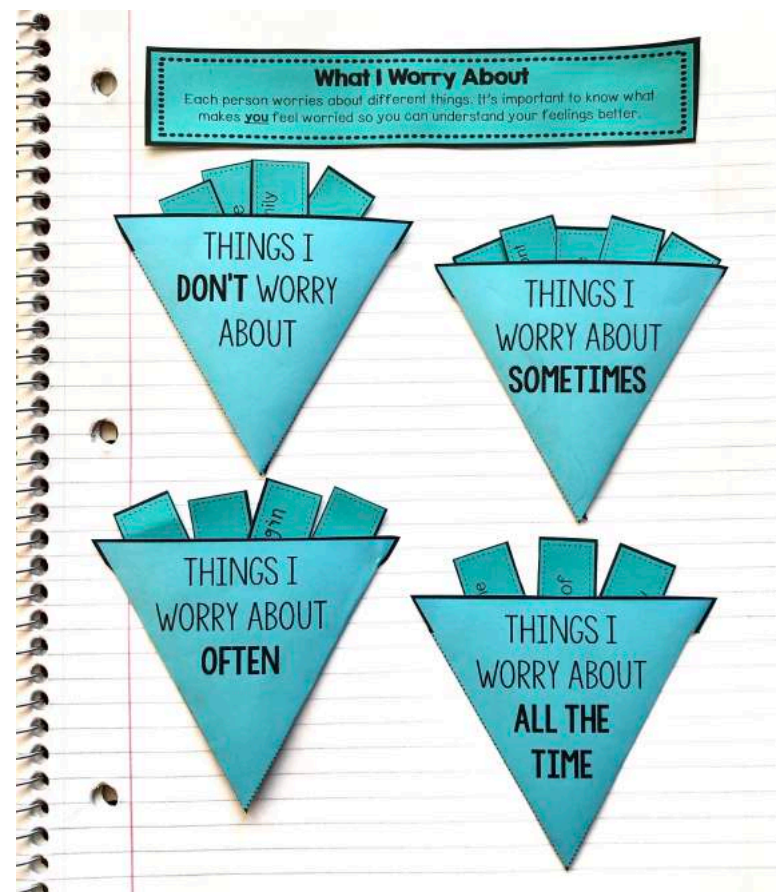 What I Worry About
Each person worries about different things. It's important to know what
makes you feel worried so you can understand your feelings better.
THINGS I
DON'T WORRY
ABOUT
THINGS I
WORRY ABOUT
SOMETIMES
THINGS I
WORRY ABOUT
OFTEN
of
THINGS I
WORRY ABOUT
ALL THE
TIME